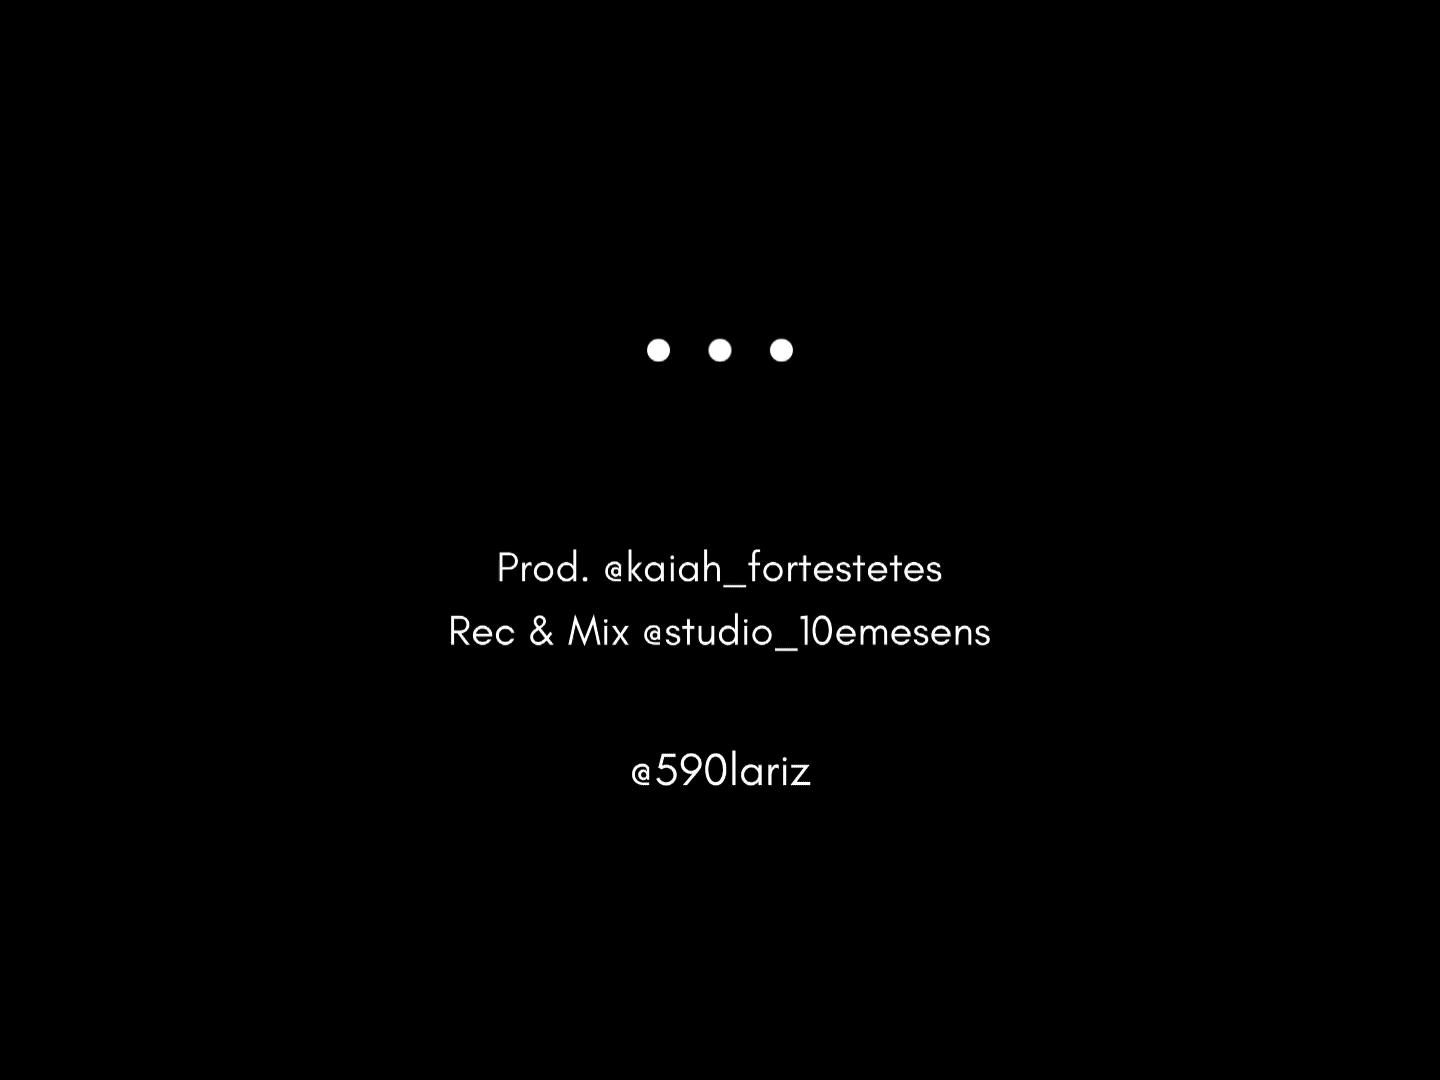 • • •
Prod. @kaiah_fortestetes
Rec & Mix @studio_10emesens
@590lariz